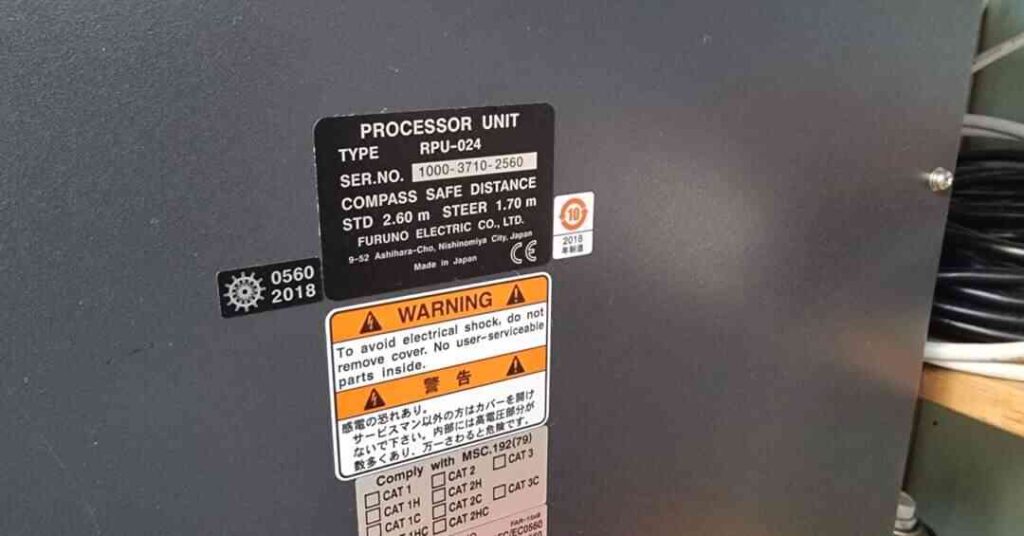 PROCESSOR UNIT
TYPE RPU-024
SER.NO. 1000-3710-2560
COMPASS SAFE DISTANCE
STD 2.60 m STEER 1.70 m
FURUNO ELECTRIC CO., LTD.
9-52 Ashihara-Cho, Nishinomiya City, Japan
Made in Japan CE
10
2018
年制造
0560
2018
WARNING
To avoid electrical shock, do not
remove cover. No user-serviceable
parts inside.
警告
感電の恐れあり。
サービスマン以外の方はカバーを開け
ないで下さい。内部には高電圧部分が
数多くあり、万一さわると危険です。
Comply with MSC.192(79)
CAT 1 CAT 2 CAT 3
CAT 1H CAT 2H
CAT 1C CAT 2C CAT 3C
CAT 1HC CAT 2HC